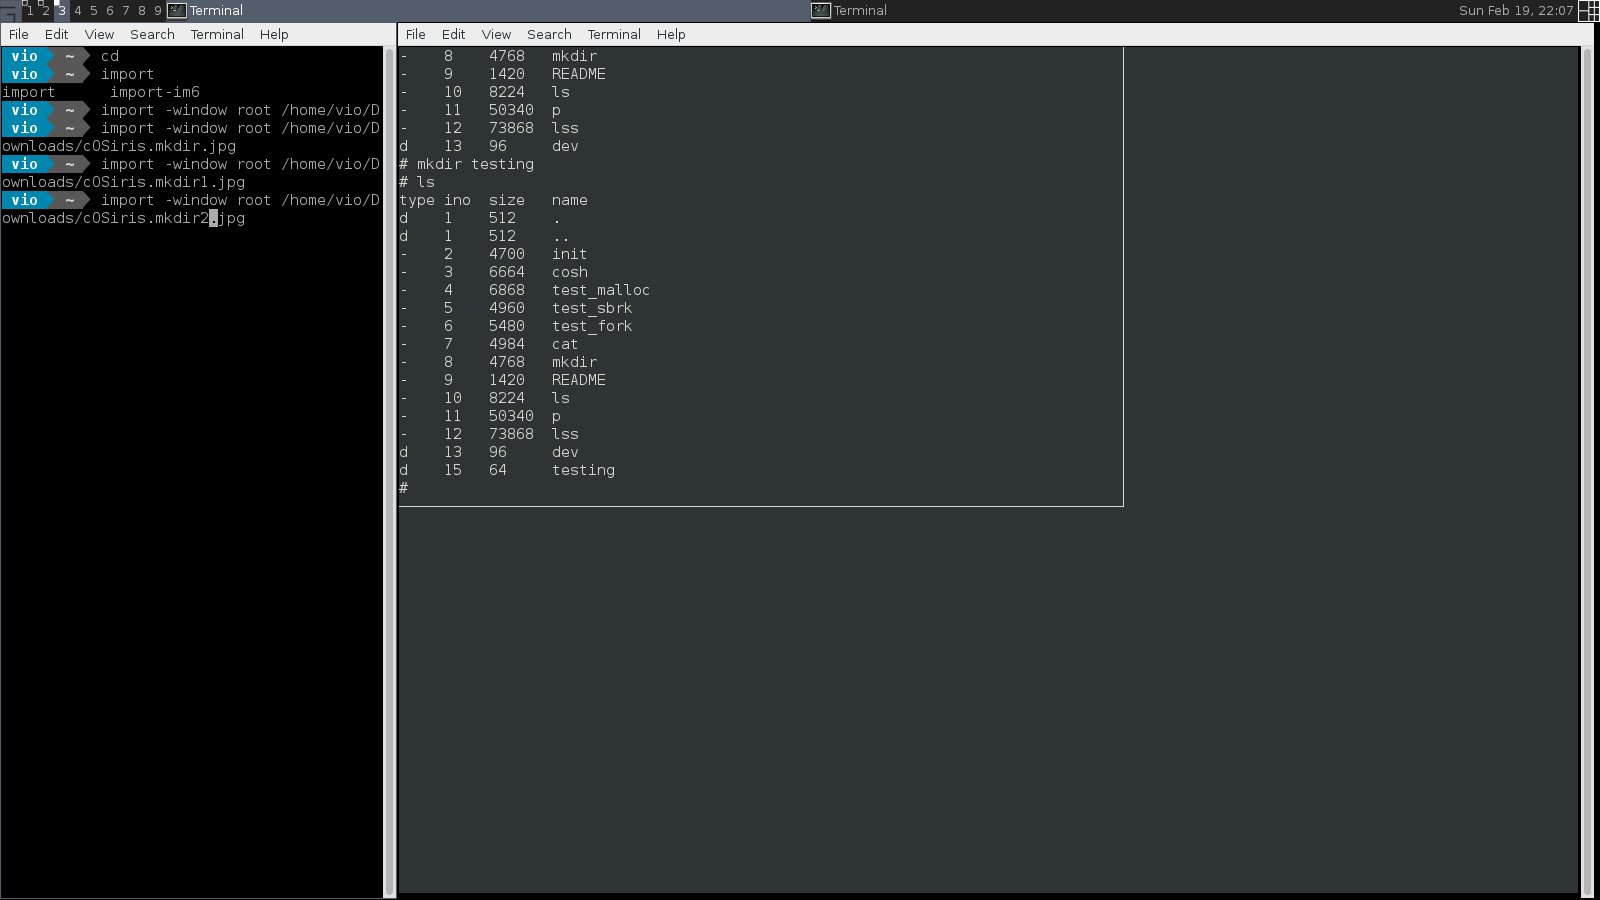 1 2 3 4 5 6 7 8 9 Terminal Terminal Sun Feb 19, 22:07
File Edit View Search Terminal Help
vio ~ cd
vio ~ import
import import-im6
vio ~ import -window root /home/vio/D
vio ~ import -window root /home/vio/D
ownloads/cOSiris.mkdir.jpg
vio ~ import -window root /home/vio/D
ownloads/cOSiris.mkdir1.jpg
vio ~ import -window root /home/vio/D
ownloads/cOSiris.mkdir2.jpg
File Edit View Search Terminal Help
- 8 4768 mkdir
- 9 1420 README
- 10 8224 ls
- 11 50340 p
- 12 73868 lss
d 13 96 dev
# mkdir testing
# ls
type ino size name
d 1 512 .
d 1 512 ..
- 2 4700 init
- 3 6664 cosh
- 4 6868 test_malloc
- 5 4960 test_sbrk
- 6 5480 test_fork
- 7 4984 cat
- 8 4768 mkdir
- 9 1420 README
- 10 8224 ls
- 11 50340 p
- 12 73868 lss
d 13 96 dev
d 15 64 testing
#